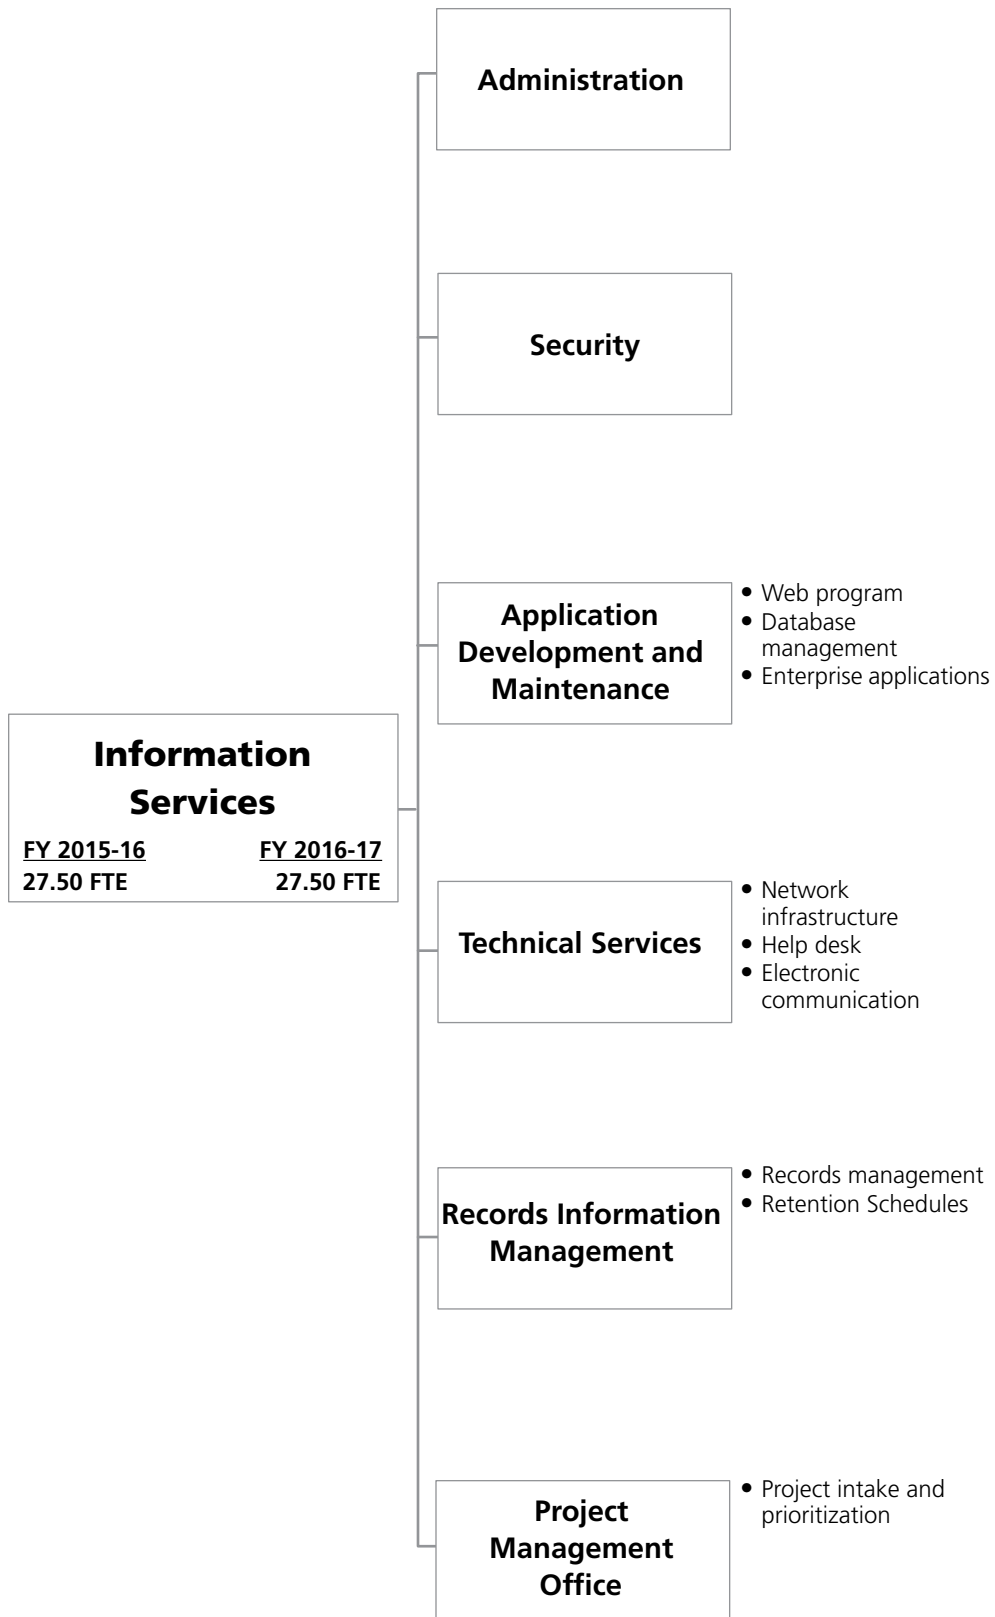 Administration
Security
Application
Development and
Maintenance
• Web program
• Database
management
• Enterprise applications
Information
Services
FY 2015-16 FY 2016-17
27.50 FTE 27.50 FTE
Technical Services
• Network
infrastructure
• Help desk
• Electronic
communication
Records Information
Management
• Records management
• Retention Schedules
Project
Management
Office
• Project intake and
prioritization